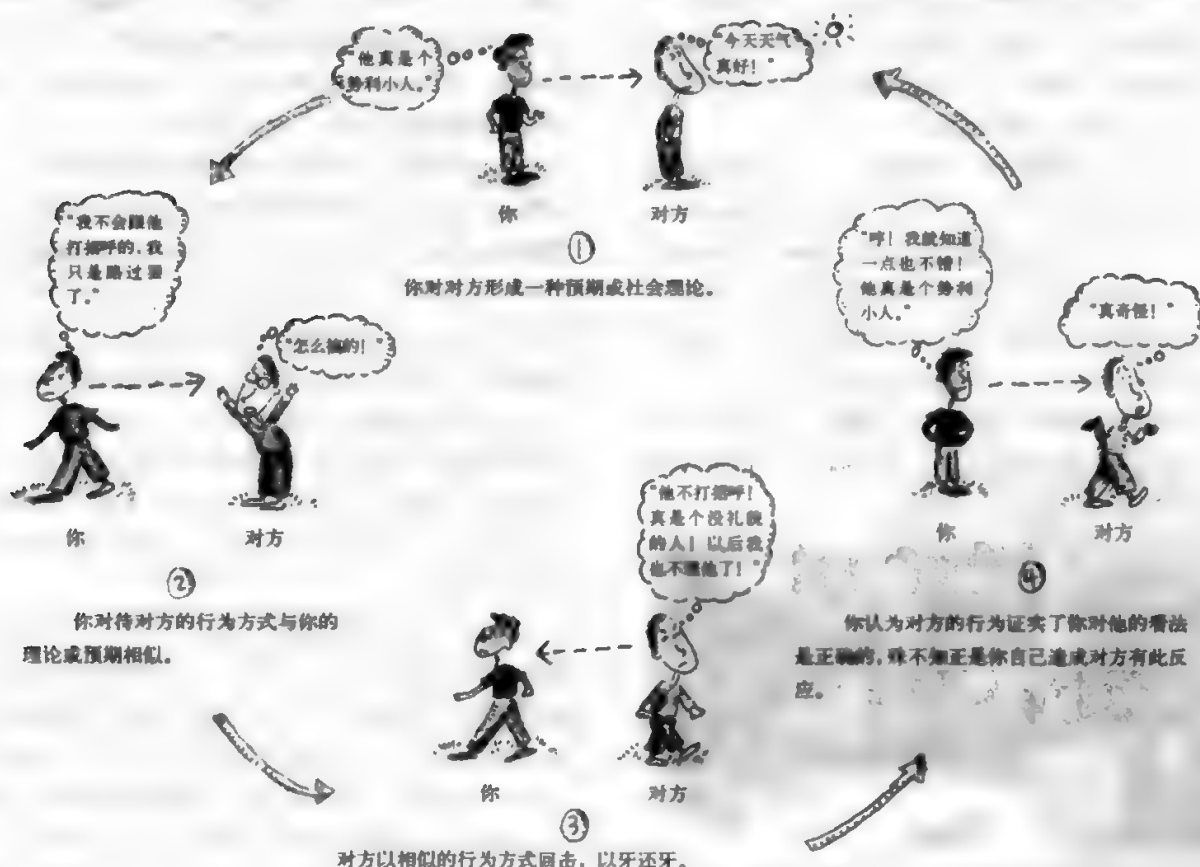 “他真是个
势利小人。”
“今天天气
真好！”
你
对方
①
你对对方形成一种预期或社会理论。
“我不会跟他
打招呼的，我
只是路过罢
了。”
“怎么搞的！”
你
对方
②
你对待对方的行为方式与你的
理论或预期相似。
“他不打招呼！
真是个没礼貌
的人！以后我
也不理他了！”
你
对方
③
对方以相似的行为方式回击，以牙还牙。
“哼！我就知道
一点也不错！
他真是个势利
小人。”
“真奇怪！”
你
对方
④
你认为对方的行为证实了你对他的看法
是正确的，殊不知正是你自己造成对方有此反
应。